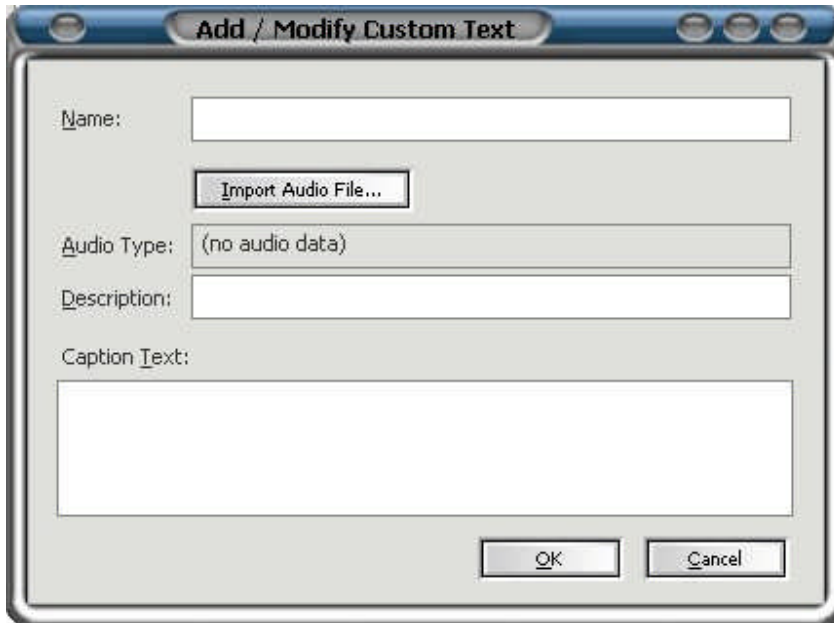 Add / Modify Custom Text
Name:
Import Audio File...
Audio Type: (no audio data)
Description:
Caption Text:
OK Cancel